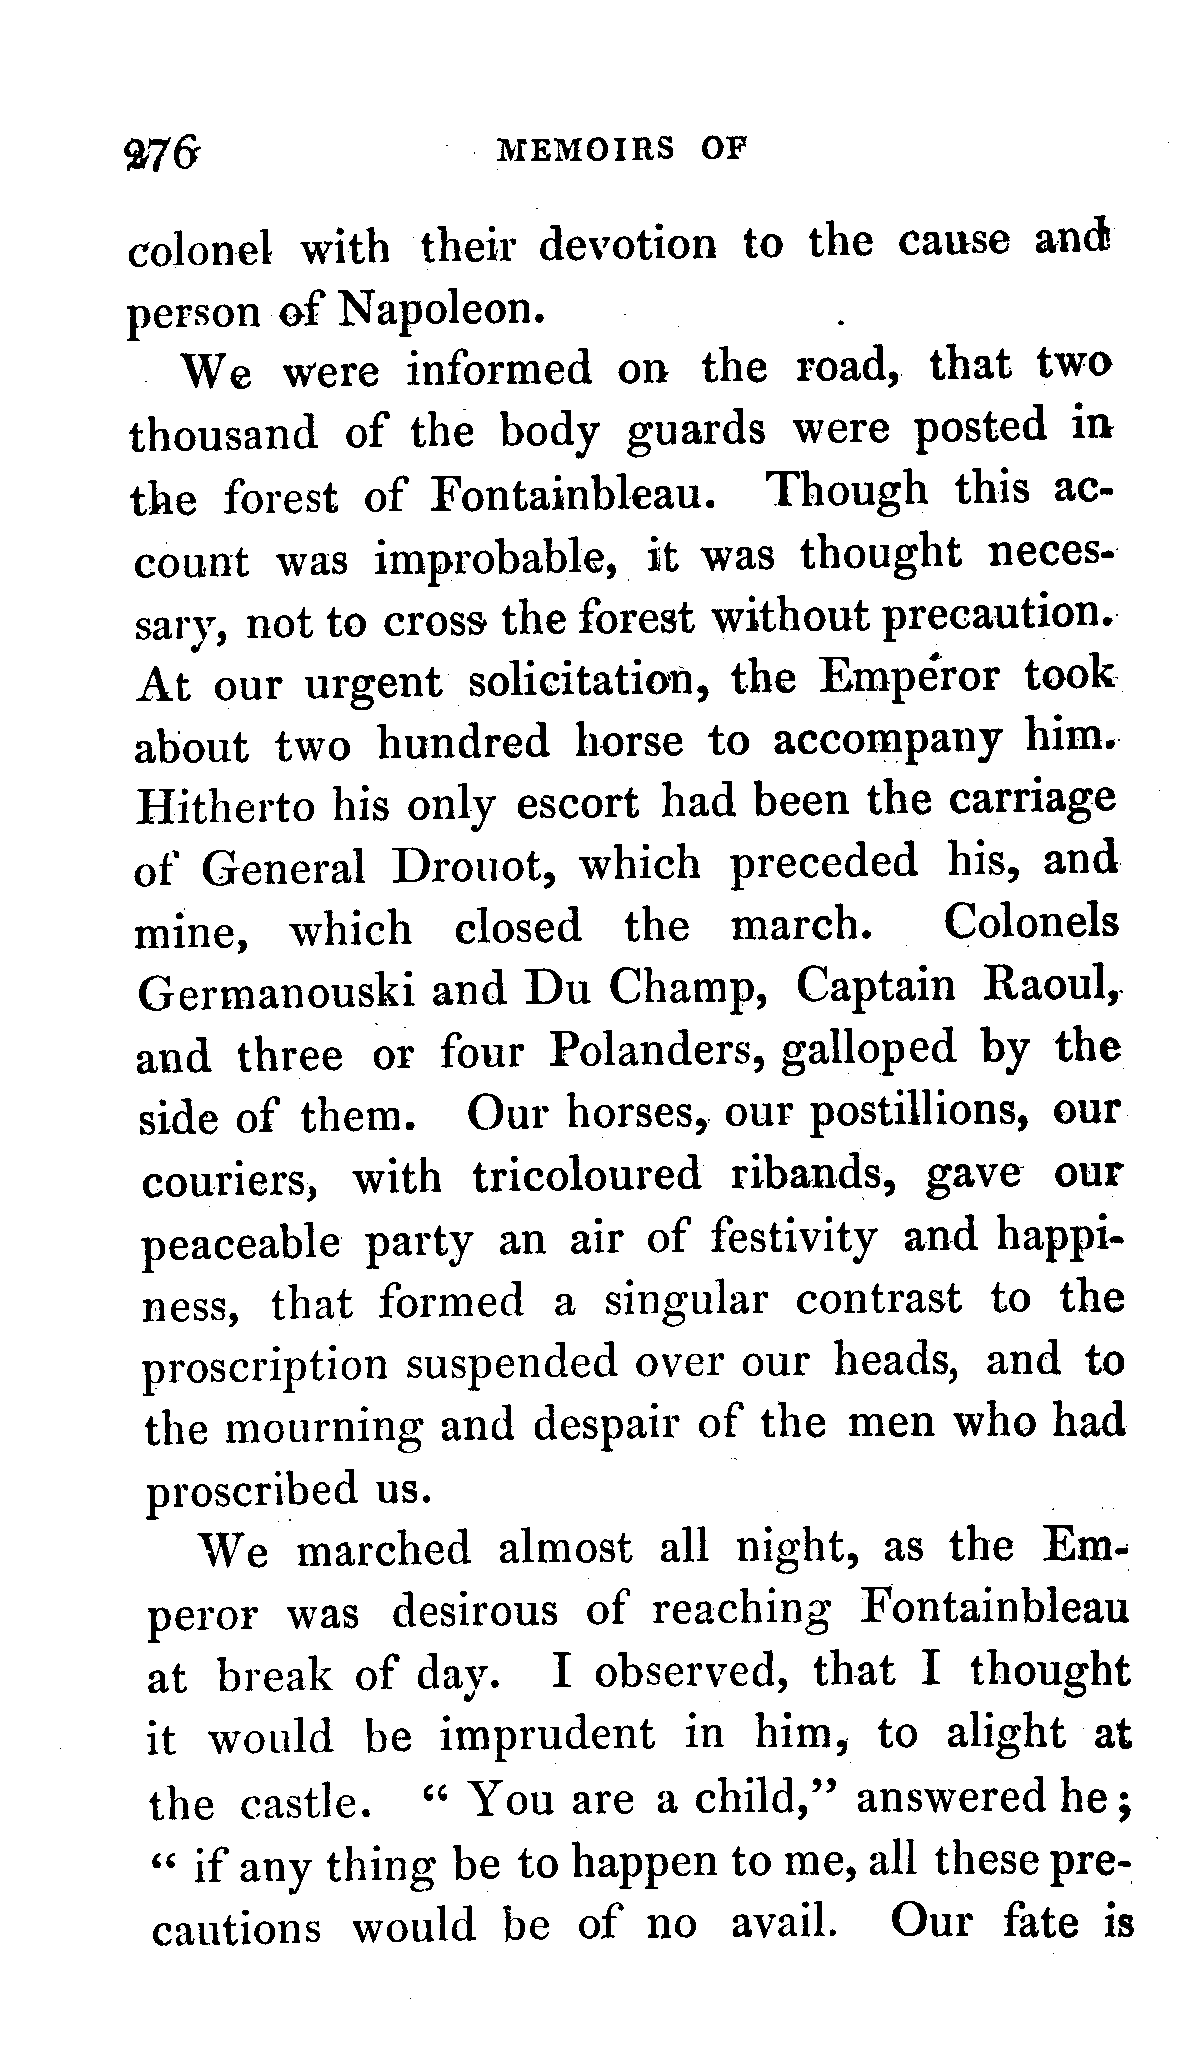 276 MEMOIRS OF
colonel with their devotion to the cause and
person of Napoleon.
We were informed on the road, that two
thousand of the body guards were posted in
the forest of Fontainbleau. Though this ac-
count was improbable, it was thought neces-
sary, not to cross the forest without precaution.
At our urgent solicitation, the Emperor took
about two hundred horse to accompany him.
Hitherto his only escort had been the carriage
of General Drouot, which preceded his, and
mine, which closed the march. Colonels
Germanouski and Du Champ, Captain Raoul,
and three or four Polanders, galloped by the
side of them. Our horses, our postillions, our
couriers, with tricoloured ribands, gave our
peaceable party an air of festivity and happi-
ness, that formed a singular contrast to the
proscription suspended over our heads, and to
the mourning and despair of the men who had
proscribed us.
We marched almost all night, as the Em-
peror was desirous of reaching Fontainbleau
at break of day. I observed, that I thought
it would be imprudent in him, to alight at
the castle. “ You are a child,” answered he;
“ if any thing be to happen to me, all these pre-
cautions would be of no avail. Our fate is